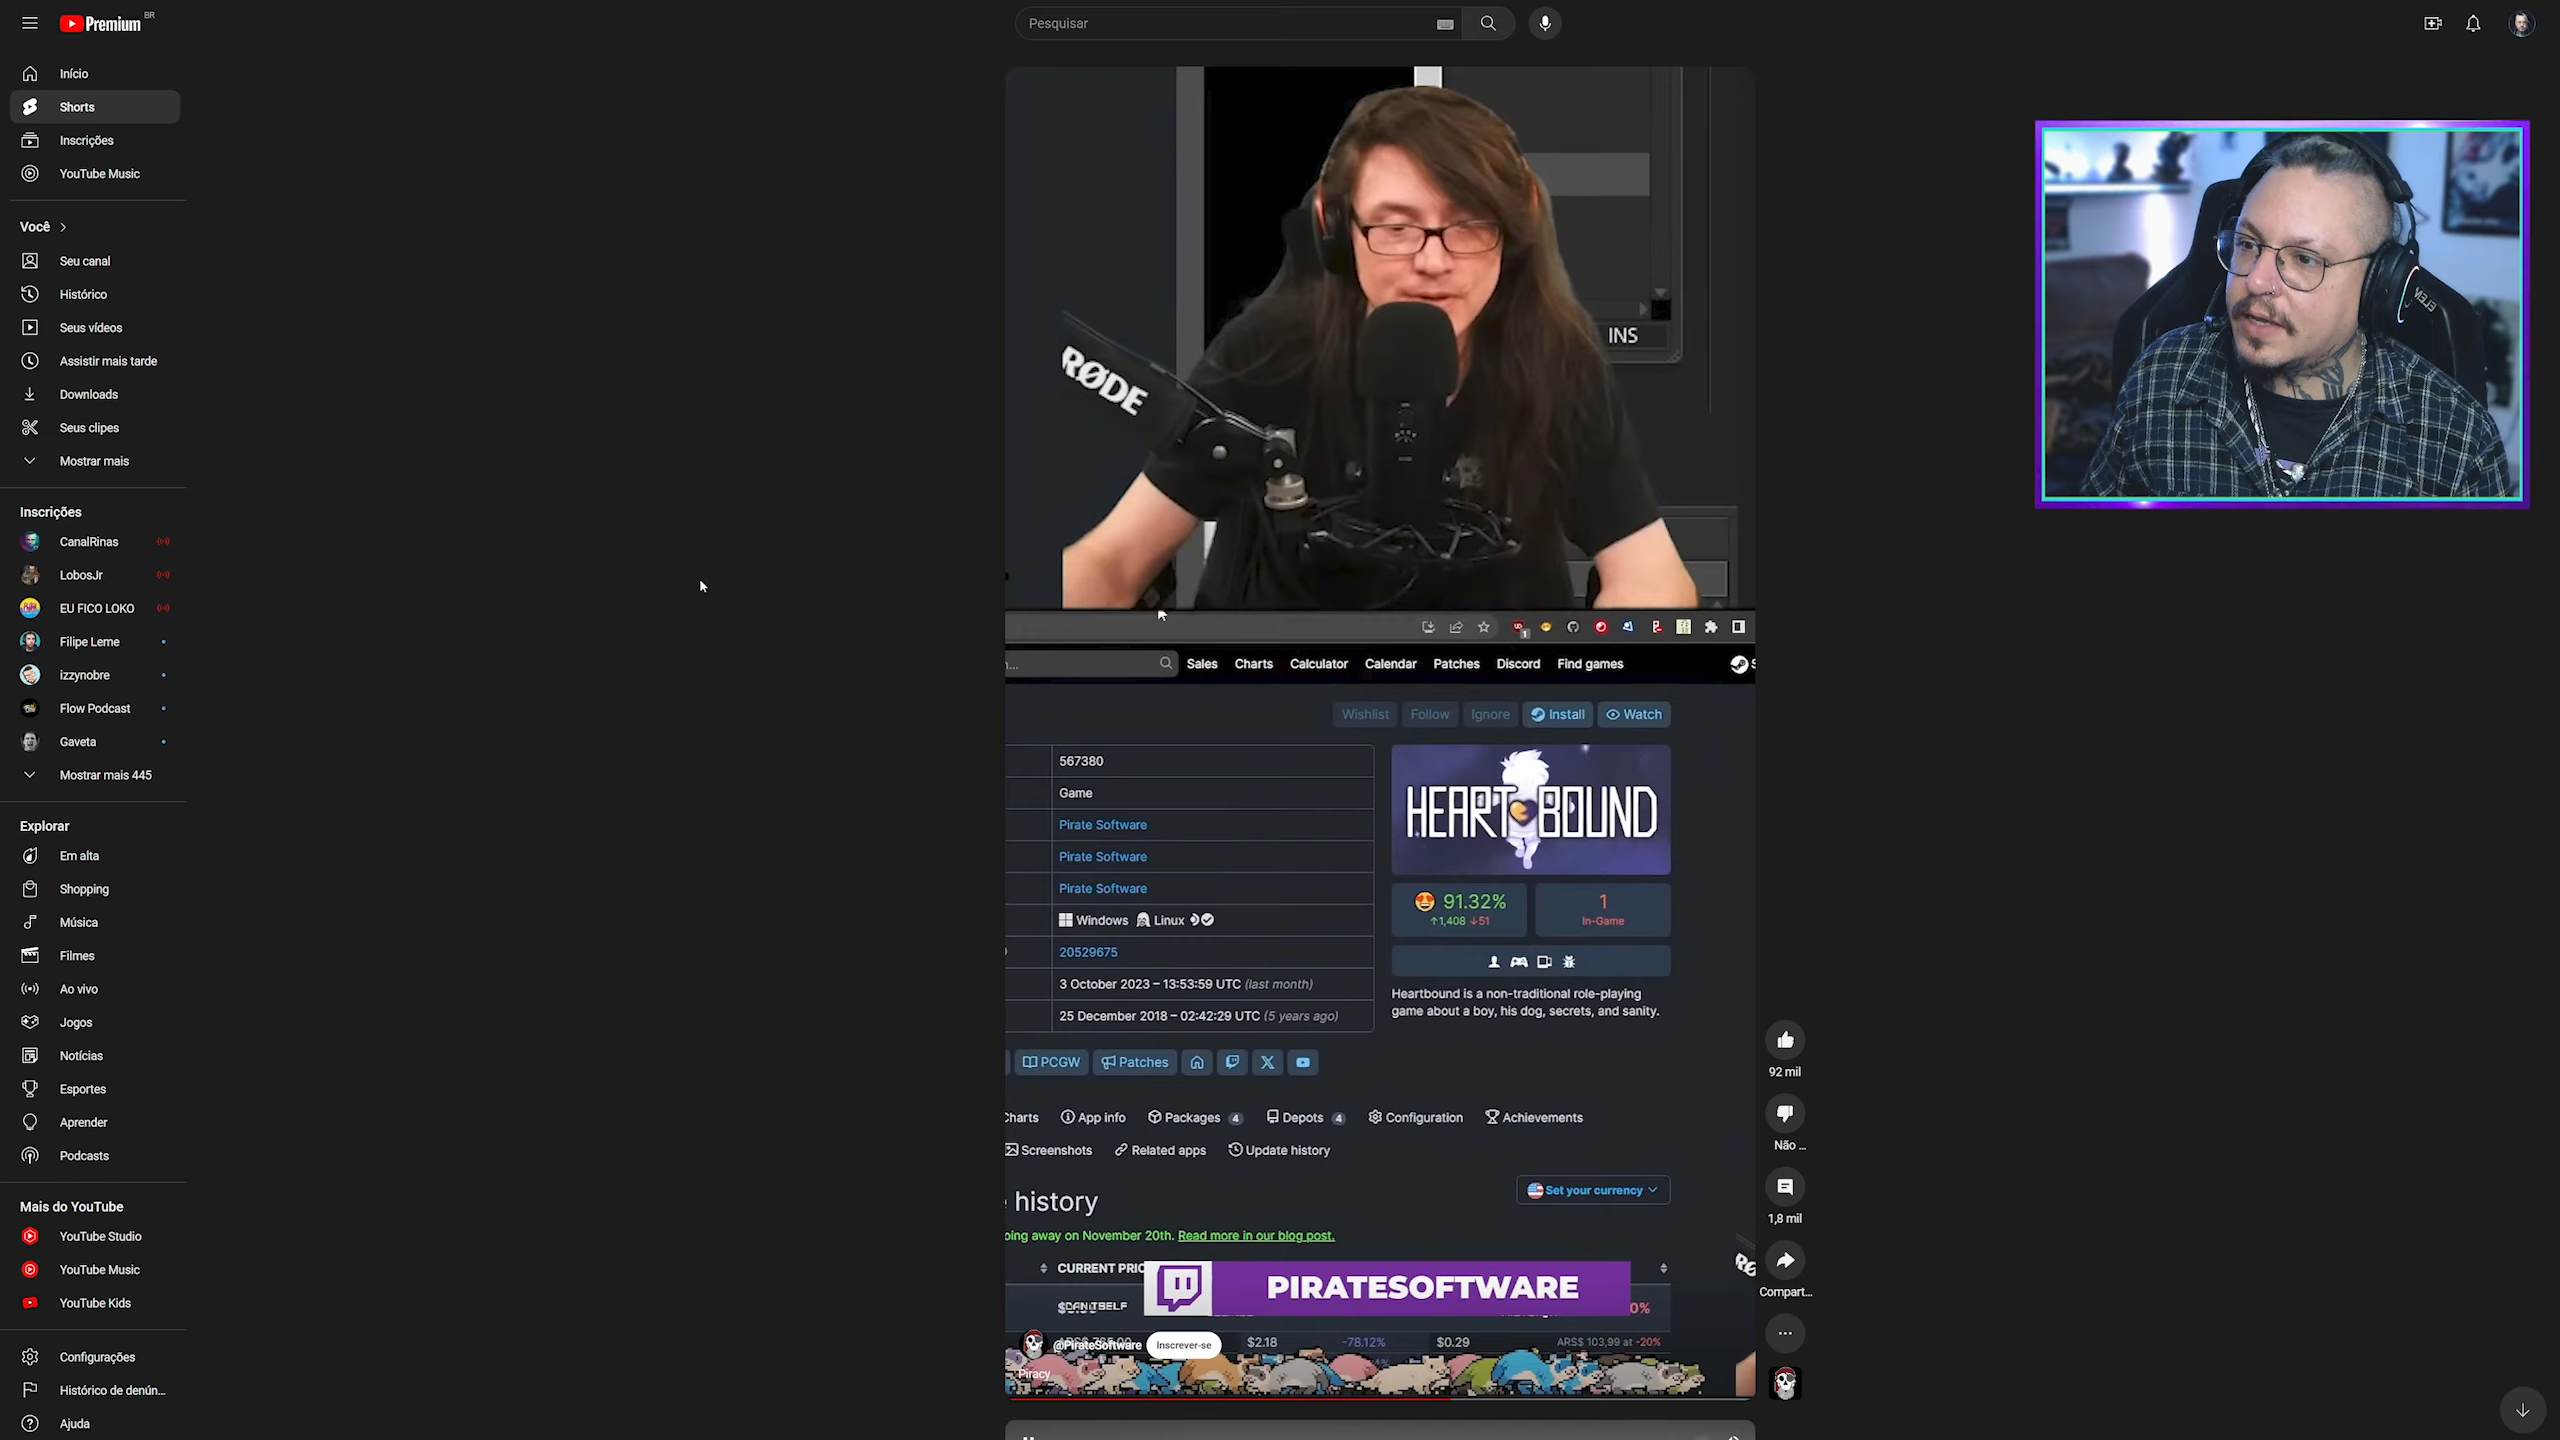 Premium BR
Pesquisar
Início
Shorts
Inscrições
YouTube Music
Você
Seu canal
Histórico
Seus vídeos
Assistir mais tarde
Downloads
Seus clipes
Mostrar mais
Inscrições
CanalRinas
LobosJr
EU FICO LOKO
Filipe Leme
izzynobre
Flow Podcast
Gaveta
Mostrar mais 445
Explorar
Em alta
Shopping
Música
Filmes
Ao vivo
Jogos
Notícias
Esportes
Aprender
Podcasts
Mais do YouTube
YouTube Studio
YouTube Music
YouTube Kids
Configurações
Histórico de denún...
Ajuda
RØDE
INS
Sales Charts Calculator Calendar Patches Discord Find games
Wishlist Follow Ignore Install Watch
567380
Game
Pirate Software
Pirate Software
Pirate Software
Windows Linux
20529675
3 October 2023 – 13:53:59 UTC (last month)
25 December 2018 – 02:42:29 UTC (5 years ago)
HEARTBOUND
91.32%
↑1,408 ↓51
1
In-Game
Heartbound is a non-traditional role-playing
game about a boy, his dog, secrets, and sanity.
PCGW Patches
Charts App info Packages 4 Depots 4 Configuration Achievements
Screenshots Related apps Update history
history
Set your currency
oing away on November 20th. Read more in our blog post.
CURRENT PRIC
PIRATESOFTWARE
0%
@PirateSoftware Inscrever-se $2.18 -78.12% $0.29 ARS$ 103,99 at -20%
Piracy
92 mil
Não ...
1,8 mil
Compart...
ELEM